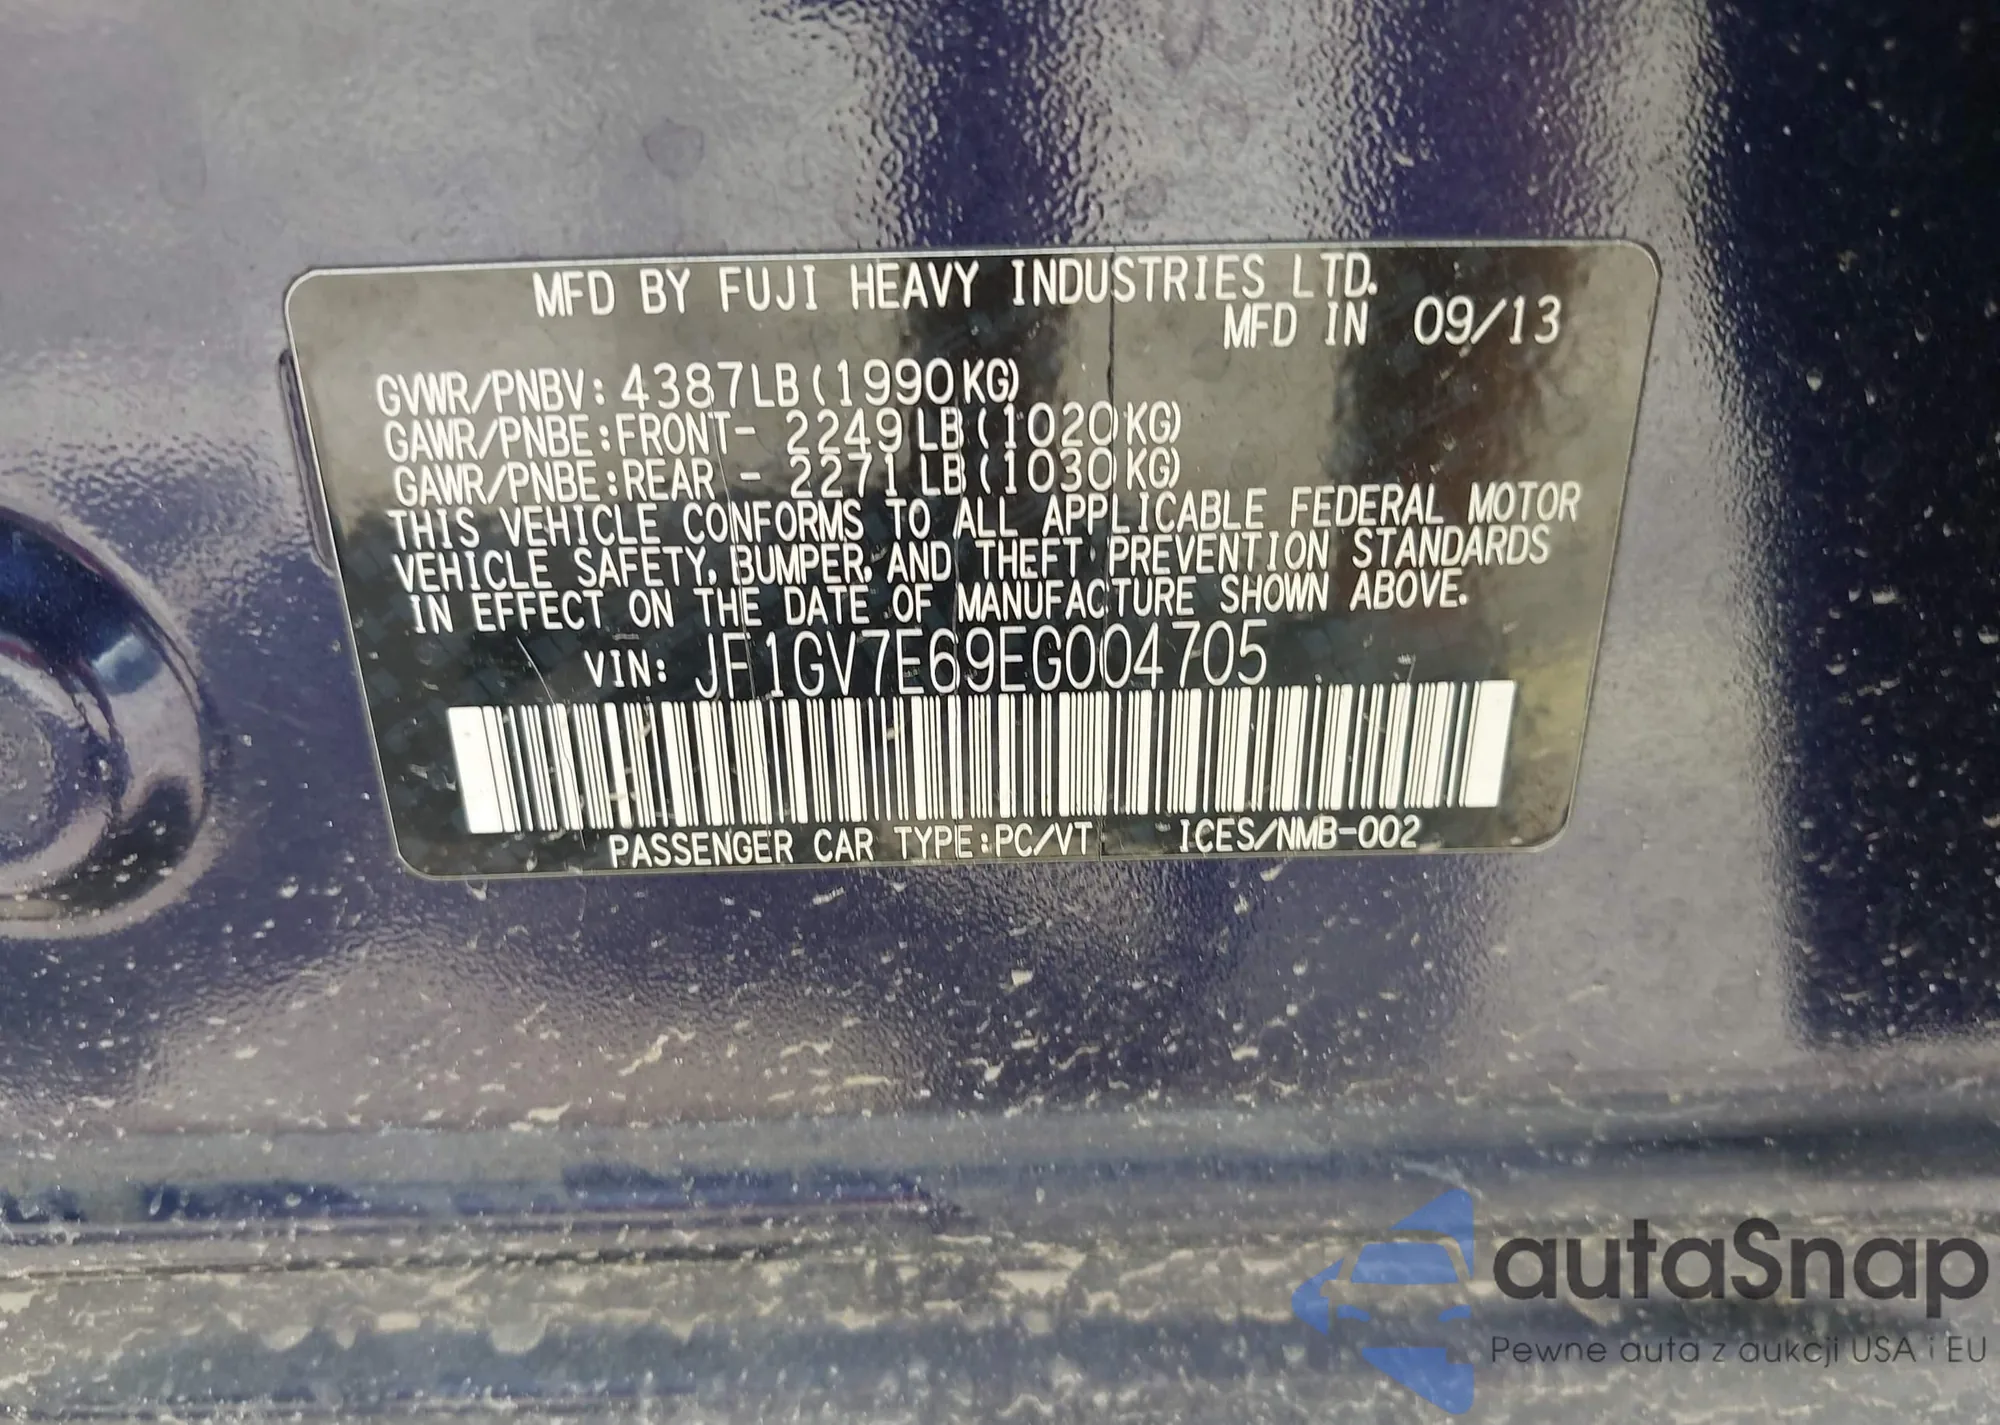 MFD BY FUJI HEAVY INDUSTRIES LTD.
MFD IN 09/13
GVWR/PNBV: 4387LB(1990KG)
GAWR/PNBE:FRONT- 2249LB(1020KG)
GAWR/PNBE:REAR - 2271LB(1030KG)
THIS VEHICLE CONFORMS TO ALL APPLICABLE FEDERAL MOTOR
VEHICLE SAFETY, BUMPER, AND THEFT PREVENTION STANDARDS
IN EFFECT ON THE DATE OF MANUFACTURE SHOWN ABOVE.
VIN: JF1GV7E69EG004705
PASSENGER CAR TYPE:PC/VT ICES/NMB-002
autaSnap
Pewne auta z aukcji USA i EU